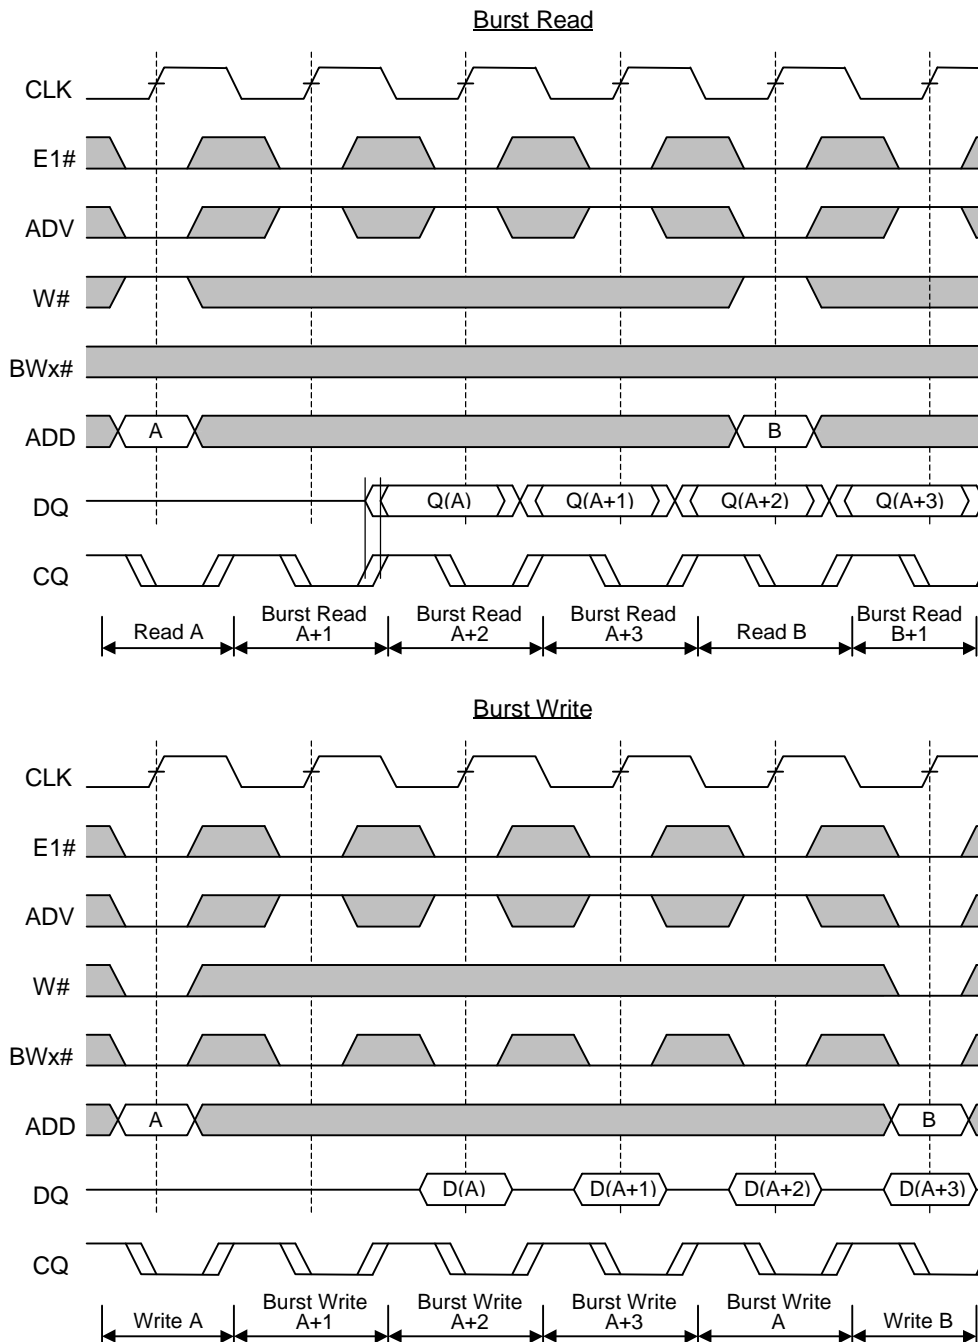 Burst Read
CLK
E1#
ADV
W#
BWx#
ADD A B
DQ Q(A) Q(A+1) Q(A+2) Q(A+3)
CQ
Read A Burst Read A+1 Burst Read A+2 Burst Read A+3 Read B Burst Read B+1
Burst Write
CLK
E1#
ADV
W#
BWx#
ADD A B
DQ D(A) D(A+1) D(A+2) D(A+3)
CQ
Write A Burst Write A+1 Burst Write A+2 Burst Write A+3 Burst Write A Write B